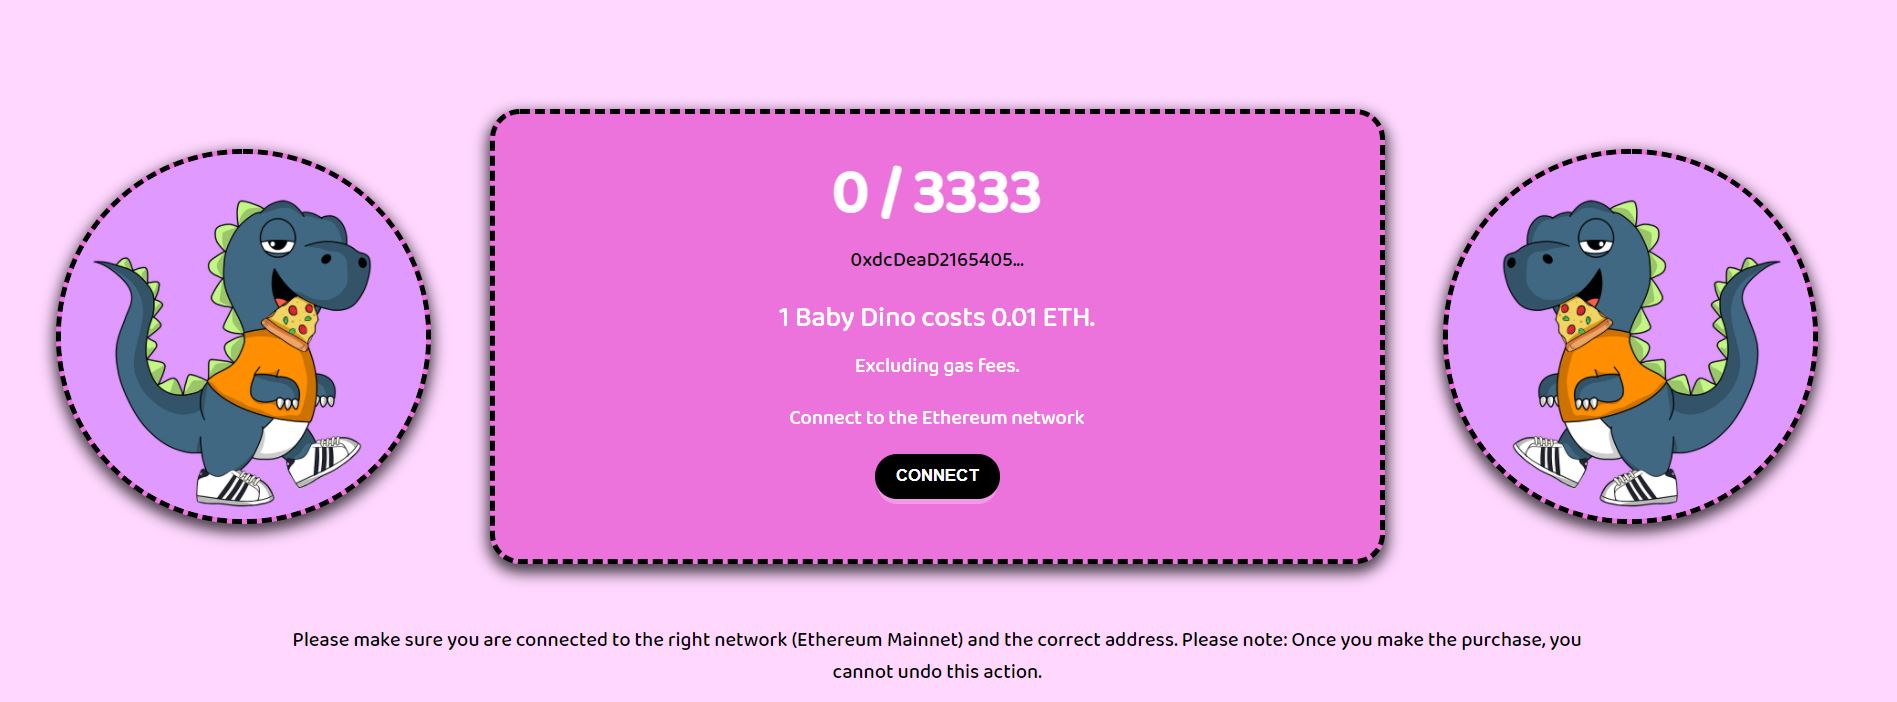 0 / 3333
0xdcDeaD2165405...
1 Baby Dino costs 0.01 ETH.
Excluding gas fees.
Connect to the Ethereum network
CONNECT
Please make sure you are connected to the right network (Ethereum Mainnet) and the correct address. Please note: Once you make the purchase, you
cannot undo this action.